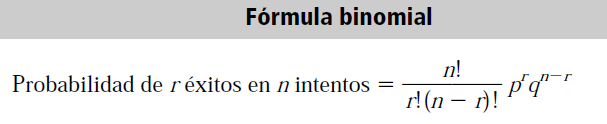 Fórmula binomial
Probabilidad de r éxitos en n intentos = n! / r!(n − r)! p^r q^{n−r}